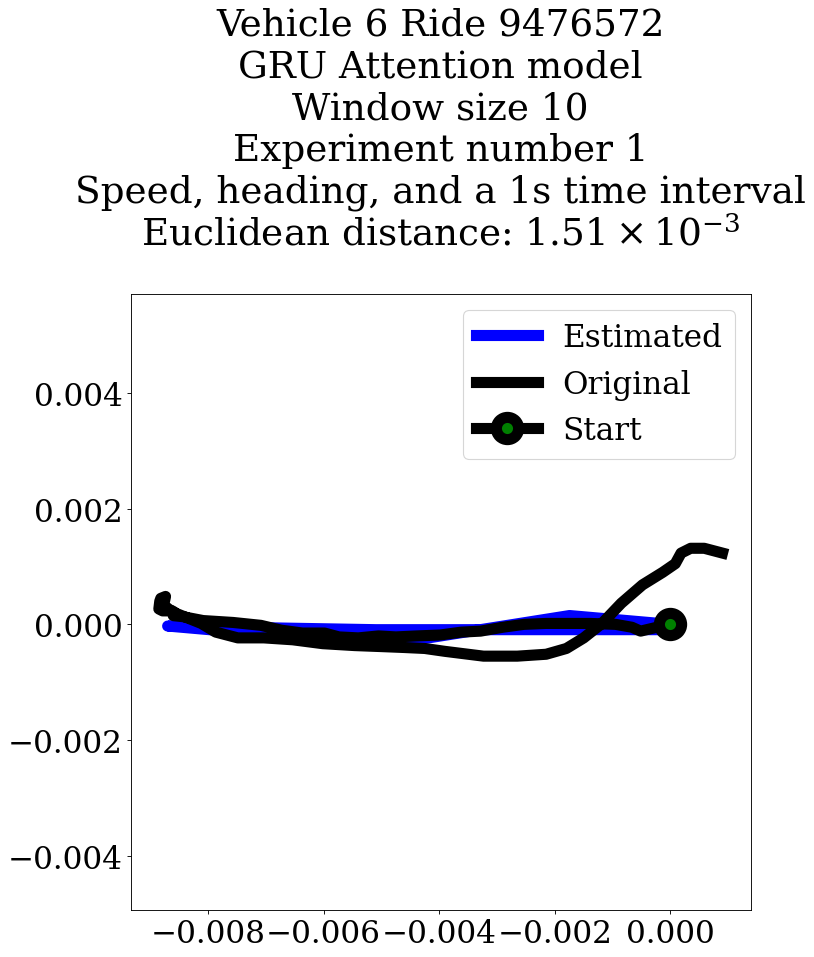 Vehicle 6 Ride 9476572
GRU Attention model
Window size 10
Experiment number 1
Speed, heading, and a 1s time interval
Euclidean distance: 1.51 × 10⁻³
Estimated
Original
Start
0.004
0.002
0.000
−0.002
−0.004
−0.008 −0.006 −0.004 −0.002 0.000